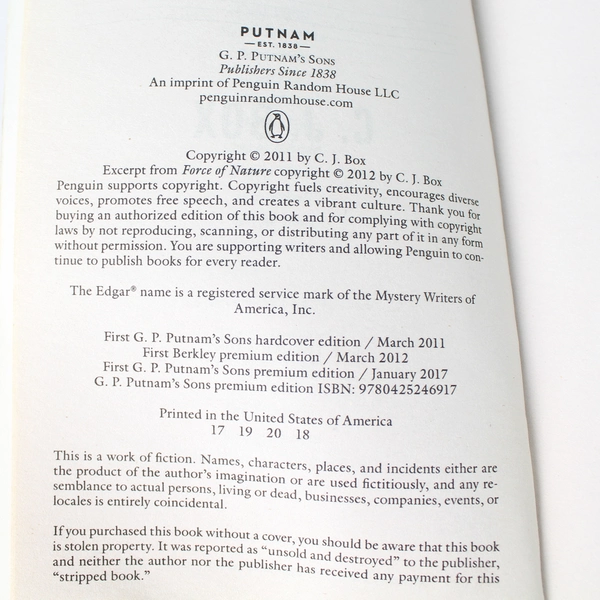 PUTNAM
— EST. 1838 —
G. P. Putnam's Sons
Publishers Since 1838
An imprint of Penguin Random House LLC
penguinrandomhouse.com
Copyright © 2011 by C. J. Box
Excerpt from Force of Nature copyright © 2012 by C. J. Box
Penguin supports copyright. Copyright fuels creativity, encourages diverse
voices, promotes free speech, and creates a vibrant culture. Thank you for
buying an authorized edition of this book and for complying with copyright
laws by not reproducing, scanning, or distributing any part of it in any form
without permission. You are supporting writers and allowing Penguin to con-
tinue to publish books for every reader.
The Edgar® name is a registered service mark of the Mystery Writers of
America, Inc.
First G. P. Putnam's Sons hardcover edition / March 2011
First Berkley premium edition / March 2012
First G. P. Putnam's Sons premium edition / January 2017
G. P. Putnam's Sons premium edition ISBN: 9780425246917
Printed in the United States of America
17 19 20 18
This is a work of fiction. Names, characters, places, and incidents either are
the product of the author's imagination or are used fictitiously, and any re-
semblance to actual persons, living or dead, businesses, companies, events, or
locales is entirely coincidental.
If you purchased this book without a cover, you should be aware that this book
is stolen property. It was reported as "unsold and destroyed" to the publisher,
and neither the author nor the publisher has received any payment for this
"stripped book."